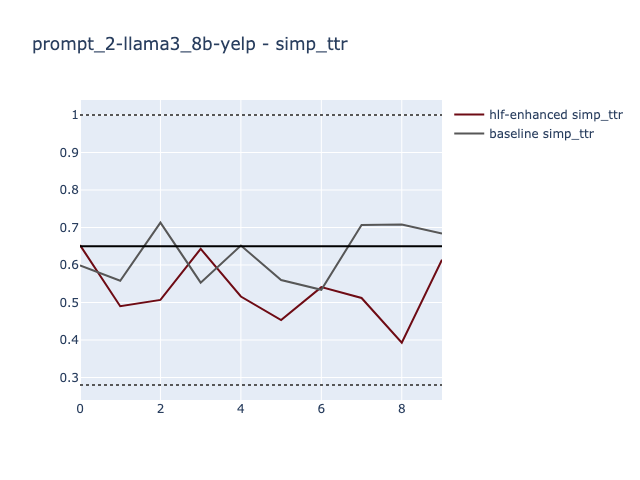 prompt_2-llama3_8b-yelp - simp_ttr
hlf-enhanced simp_ttr
baseline simp_ttr
1
0.9
0.8
0.7
0.6
0.5
0.4
0.3
0 2 4 6 8